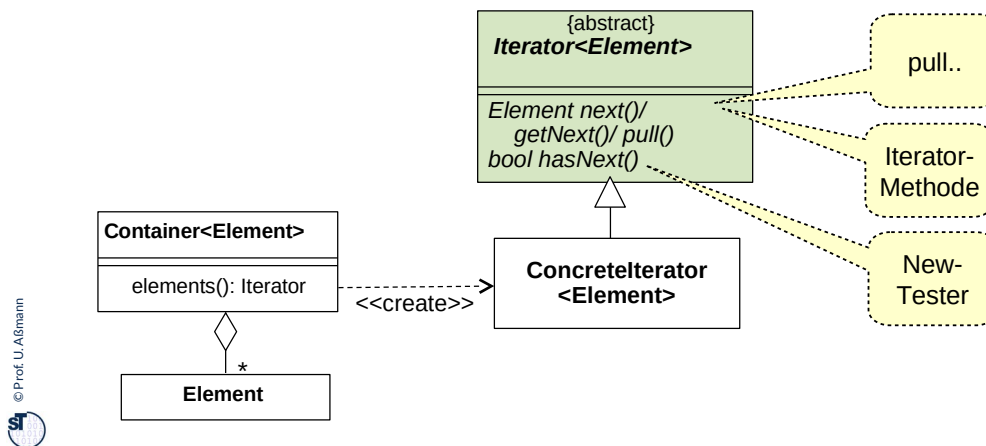 {abstract}
Iterator<Element>
Element next()/
getNext()/ pull()
bool hasNext()
pull..
Iterator-
Methode
New-
Tester
Container<Element>
elements(): Iterator
<<create>>
ConcreteIterator
<Element>
*
Element
© Prof. U. Aßmann
ST